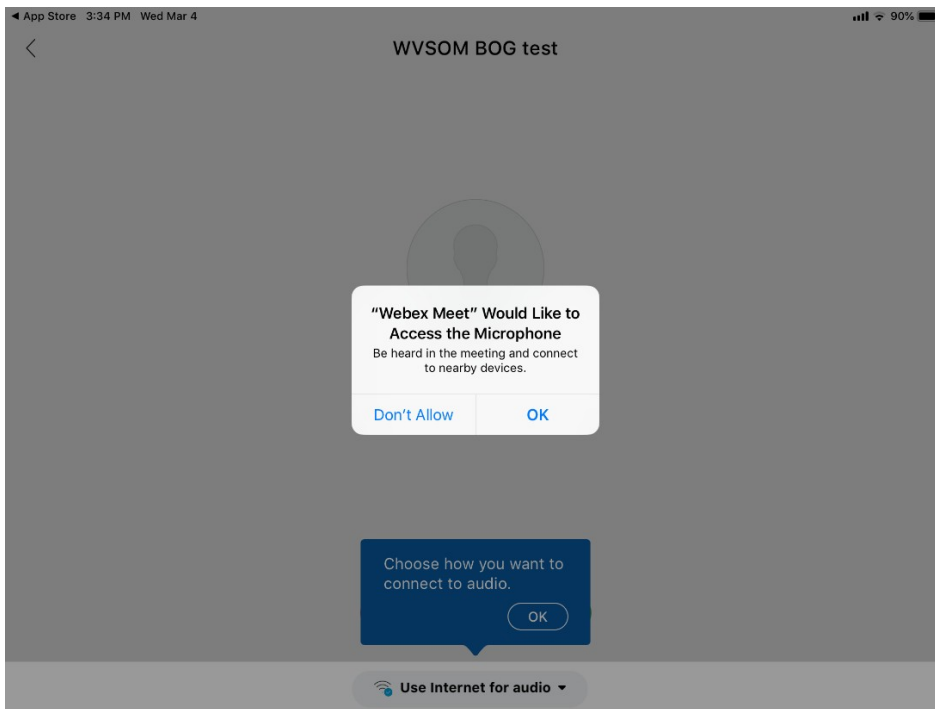 ◀ App Store 3:34 PM Wed Mar 4 90%
WVSOM BOG test
“Webex Meet” Would Like to
Access the Microphone
Be heard in the meeting and connect
to nearby devices.
Don’t Allow OK
Choose how you want to
connect to audio.
OK
Use Internet for audio